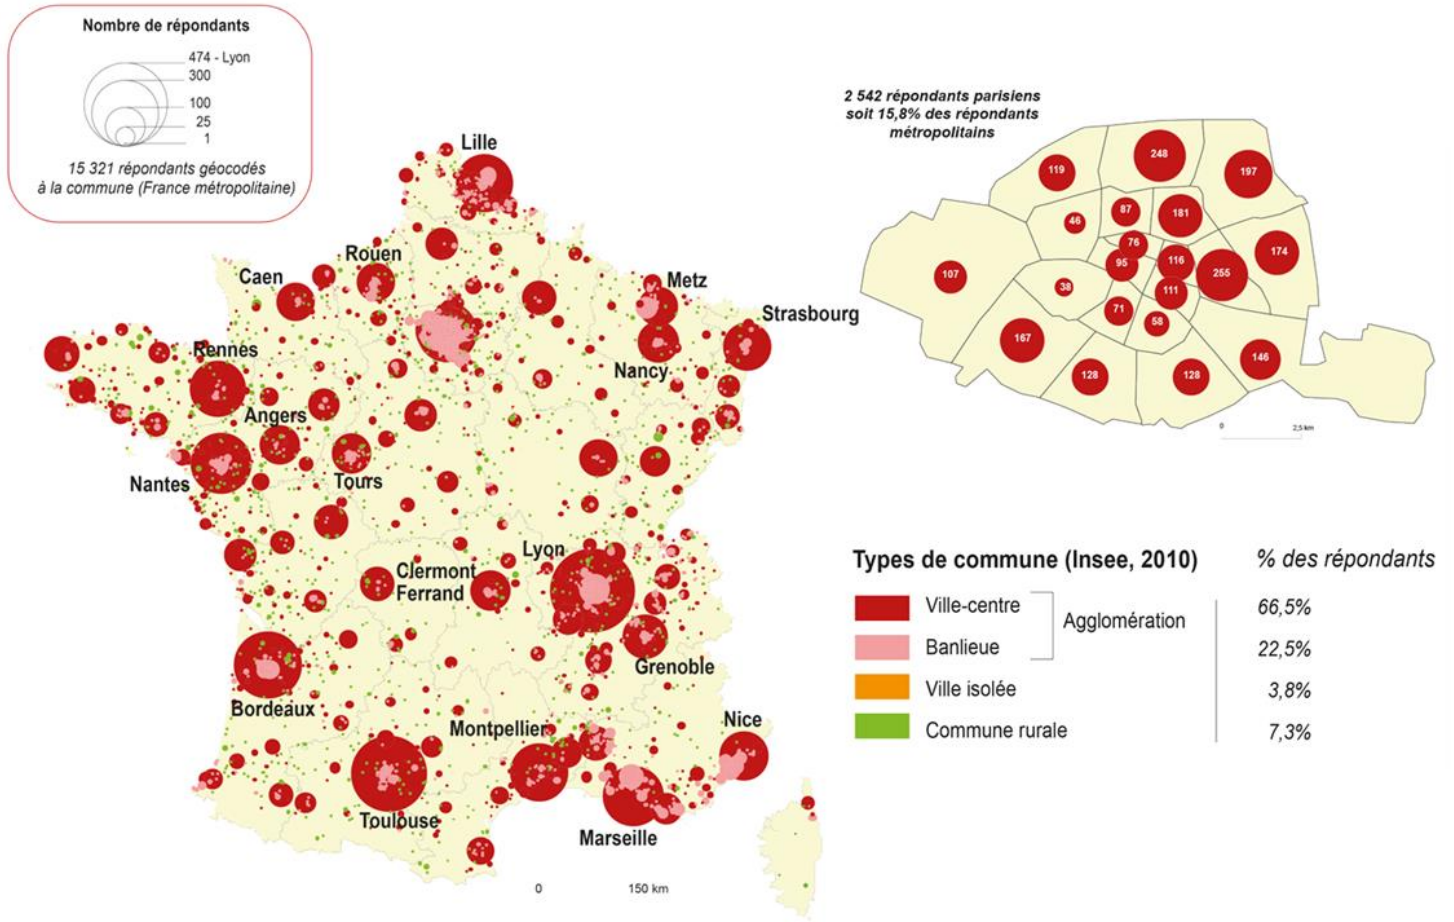 Nombre de répondants
474 - Lyon
300
100
25
1
15 321 répondants géocodés
à la commune (France métropolitaine)
2 542 répondants parisiens
soit 15,8% des répondants
métropolitains
Lille
Rouen
Caen
Metz
Strasbourg
Rennes
Nancy
Angers
Nantes
Tours
Lyon
Clermont
Ferrand
Grenoble
Bordeaux
Montpellier
Nice
Toulouse
Marseille
0 150 km
119
248
197
46
87
181
76
174
107
95
116
255
38
111
71
58
167
146
128
128
0 2,5 km
Types de commune (Insee, 2010) % des répondants
Ville-centre 66,5%
Agglomération
Banlieue 22,5%
Ville isolée 3,8%
Commune rurale 7,3%